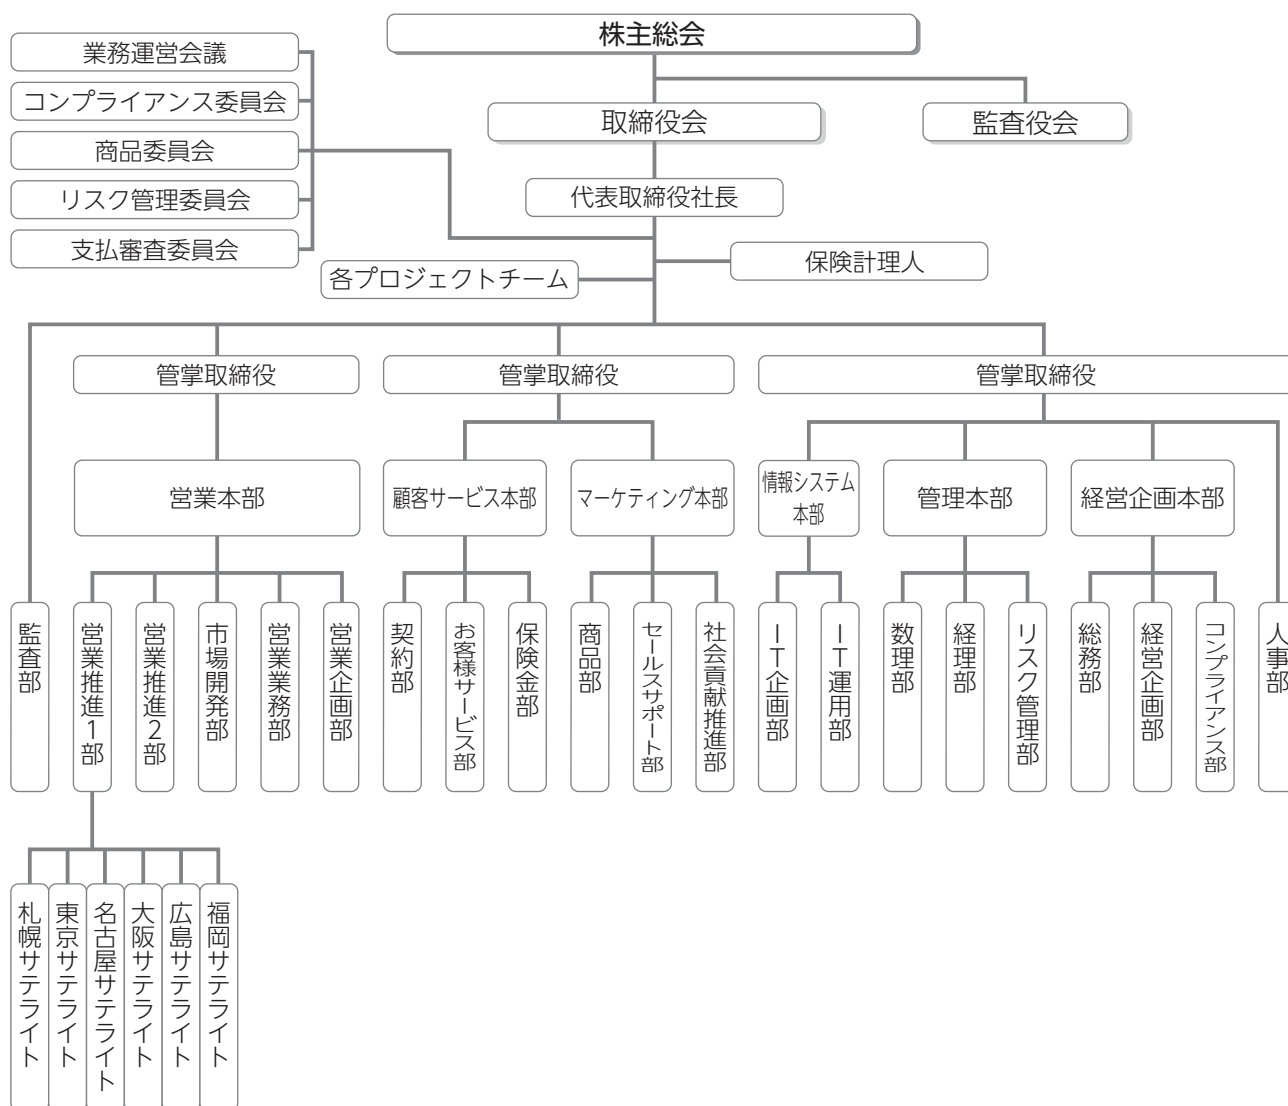 株主総会
業務運営会議
コンプライアンス委員会
商品委員会
リスク管理委員会
支払審査委員会
取締役会
監査役会
代表取締役社長
保険計理人
各プロジェクトチーム
管掌取締役
管掌取締役
管掌取締役
営業本部
顧客サービス本部
マーケティング本部
情報システム
本部
管理本部
経営企画本部
監査部
営業推進1部
営業推進2部
市場開発部
営業業務部
営業企画部
契約部
お客様サービス部
保険金部
商品部
セールスサポート部
社会貢献推進部
IT企画部
IT運用部
数理部
経理部
リスク管理部
総務部
経営企画部
コンプライアンス部
人事部
札幌サテライト
東京サテライト
名古屋サテライト
大阪サテライト
広島サテライト
福岡サテライト